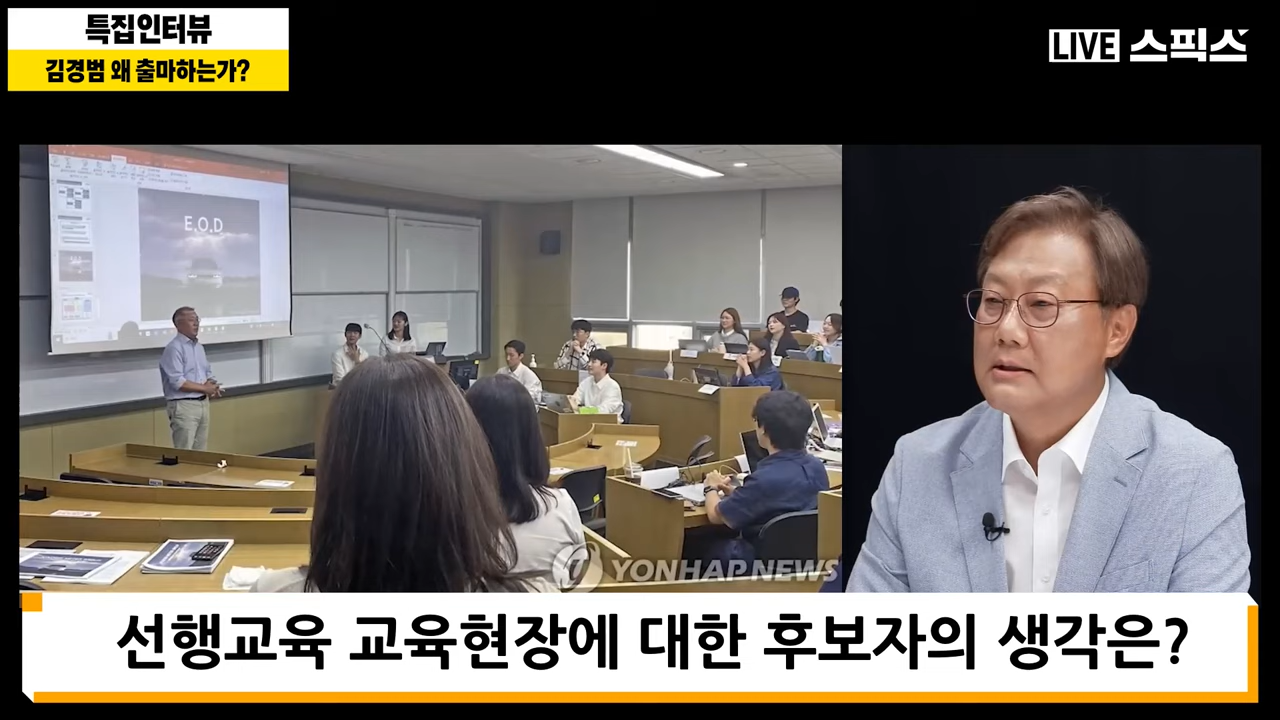 특집인터뷰
김경범 왜 출마하는가?
LIVE 스픽스
E.O.D
YONHAP NEWS
선행교육 교육현장에 대한 후보자의 생각은?